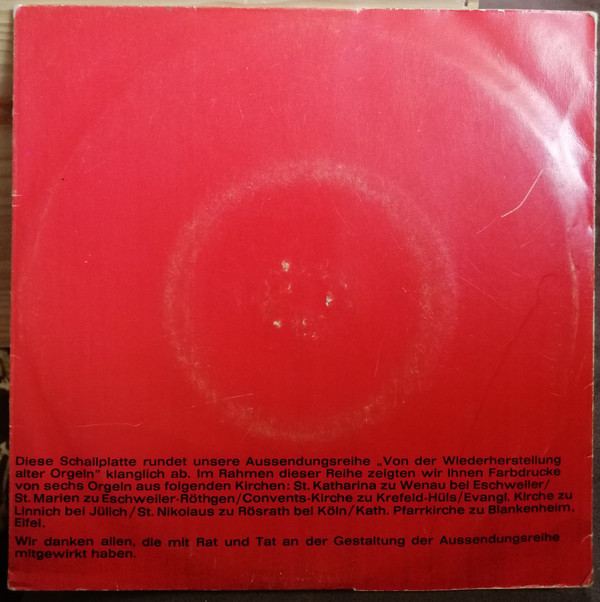 Diese Schallplatte rundet unsere Aussendungsreihe „Von der Wiederherstellung
alter Orgeln" klanglich ab. Im Rahmen dieser Reihe zeigten wir Ihnen Farbdrucke
von sechs Orgeln aus folgenden Kirchen: St. Katharina zu Wenau bei Eschweiler/
St. Marien zu Eschweiler-Röthgen/Convents-Kirche zu Krefeld-Hüls/Evangl. Kirche zu
Linnich bei Jülich/St. Nikolaus zu Rösrath bei Köln/Kath. Pfarrkirche zu Blankenheim,
Eifel.
Wir danken allen, die mit Rat und Tat an der Gestaltung der Aussendungsreihe
mitgewirkt haben.